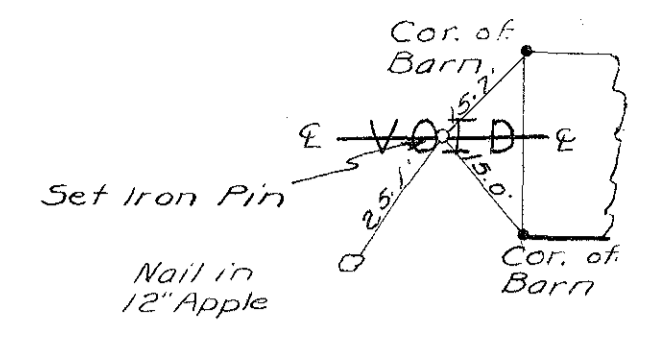 Cor. of
Barn
15.7'
℄ VOID ℄
Set Iron Pin
25.1'
15.0'
Nail in
12" Apple
Cor. of
Barn